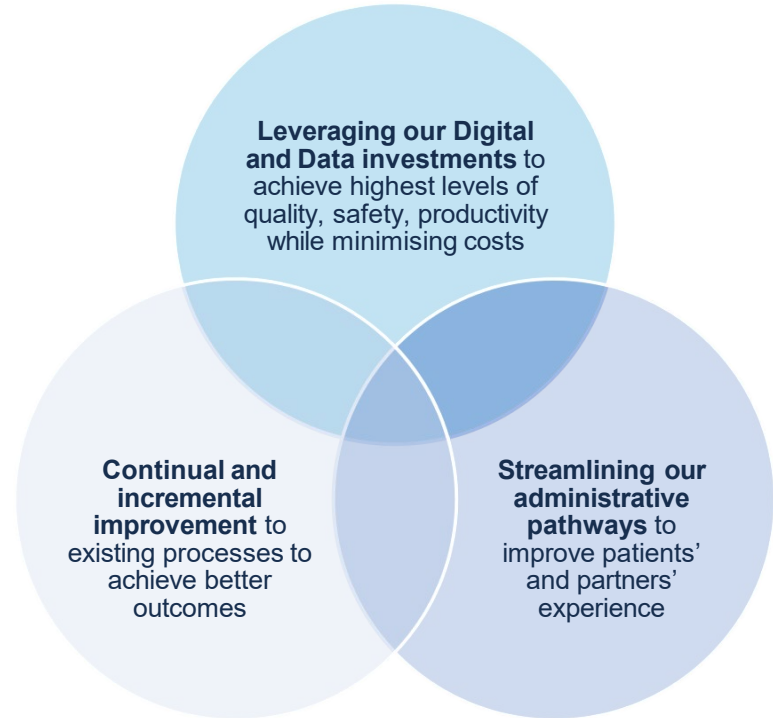 Leveraging our Digital
and Data investments to
achieve highest levels of
quality, safety, productivity
while minimising costs
Continual and
incremental
improvement to
existing processes to
achieve better
outcomes
Streamlining our
administrative
pathways to
improve patients’
and partners’
experience